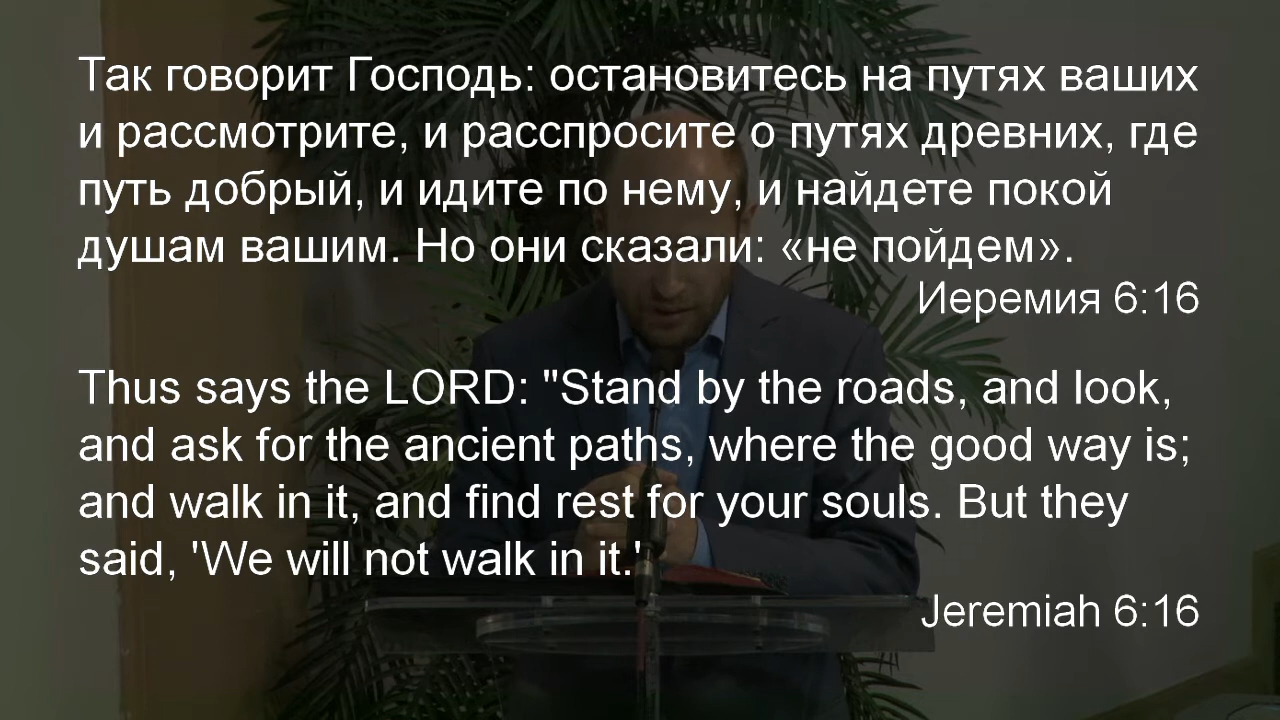 Так говорит Господь: остановитесь на путях ваших
и рассмотрите, и расспросите о путях древних, где
путь добрый, и идите по нему, и найдете покой
душам вашим. Но они сказали: «не пойдем».
Иеремия 6:16
Thus says the LORD: "Stand by the roads, and look,
and ask for the ancient paths, where the good way is;
and walk in it, and find rest for your souls. But they
said, 'We will not walk in it.'
Jeremiah 6:16